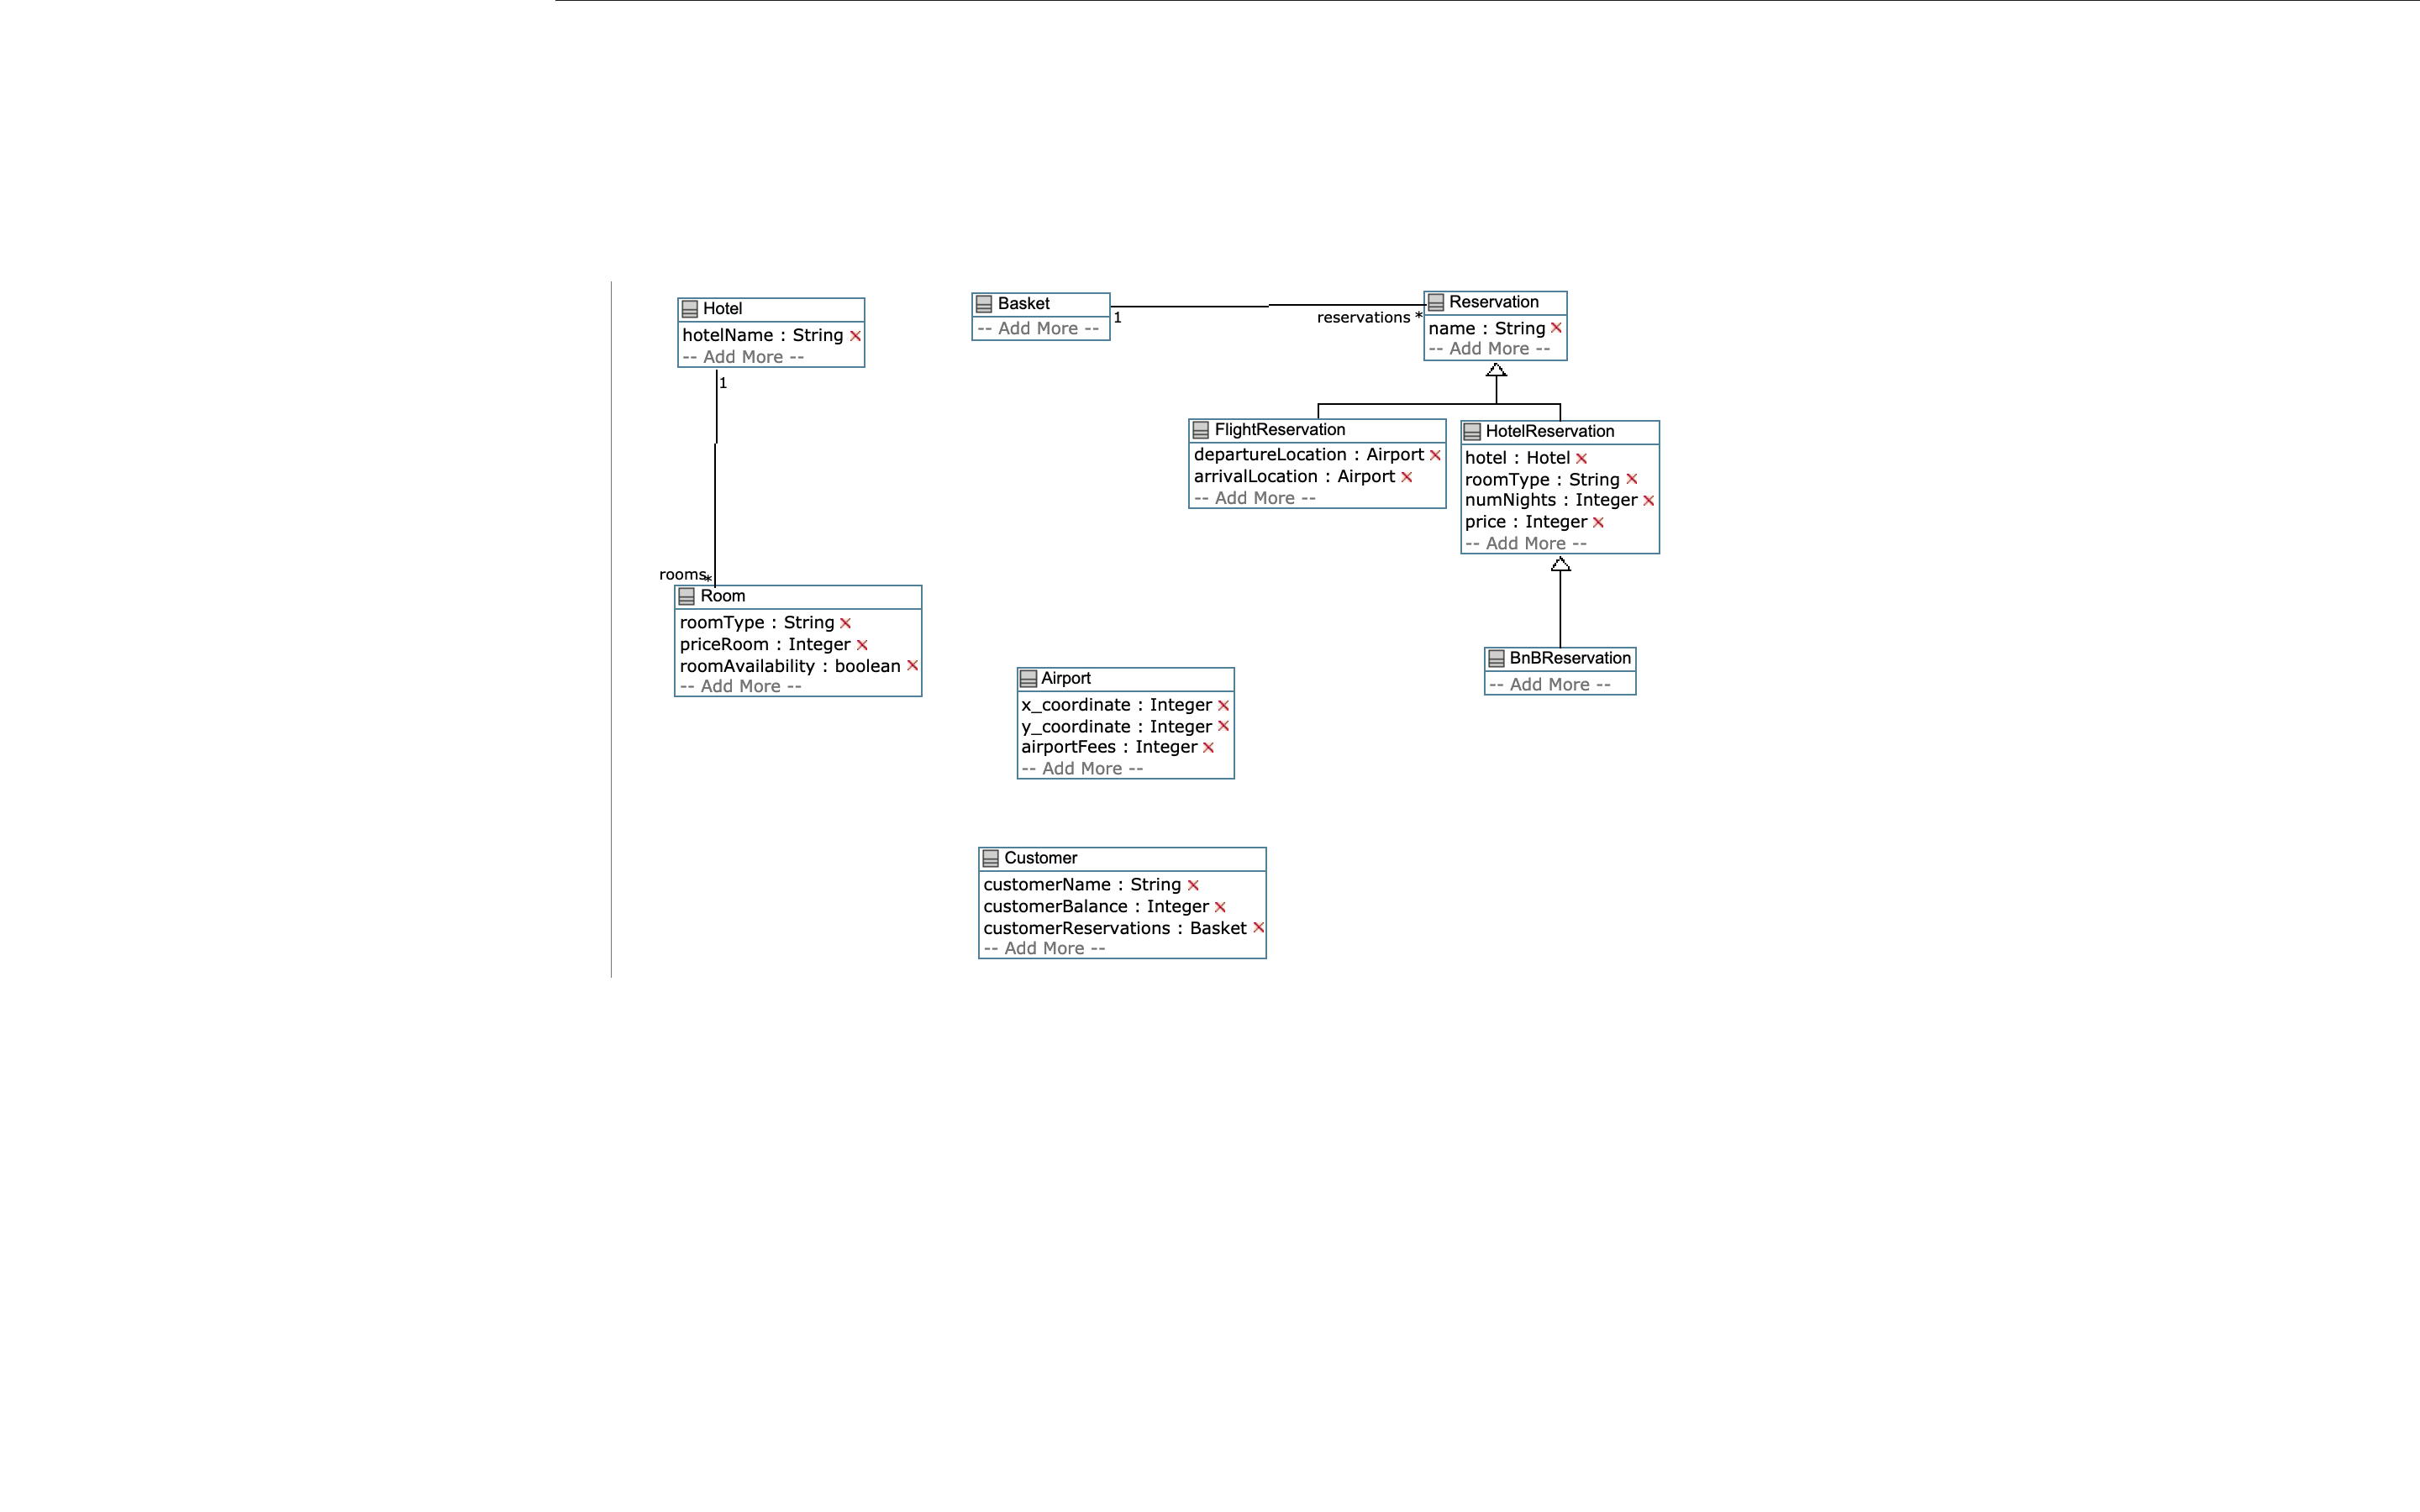 Hotel
hotelName : String
-- Add More --
1
rooms *
Room
roomType : String
priceRoom : Integer
roomAvailability : boolean
-- Add More --
Basket
-- Add More --
1
reservations *
Reservation
name : String
-- Add More --
FlightReservation
departureLocation : Airport
arrivalLocation : Airport
-- Add More --
HotelReservation
hotel : Hotel
roomType : String
numNights : Integer
price : Integer
-- Add More --
BnBReservation
-- Add More --
Airport
x_coordinate : Integer
y_coordinate : Integer
airportFees : Integer
-- Add More --
Customer
customerName : String
customerBalance : Integer
customerReservations : Basket
-- Add More --